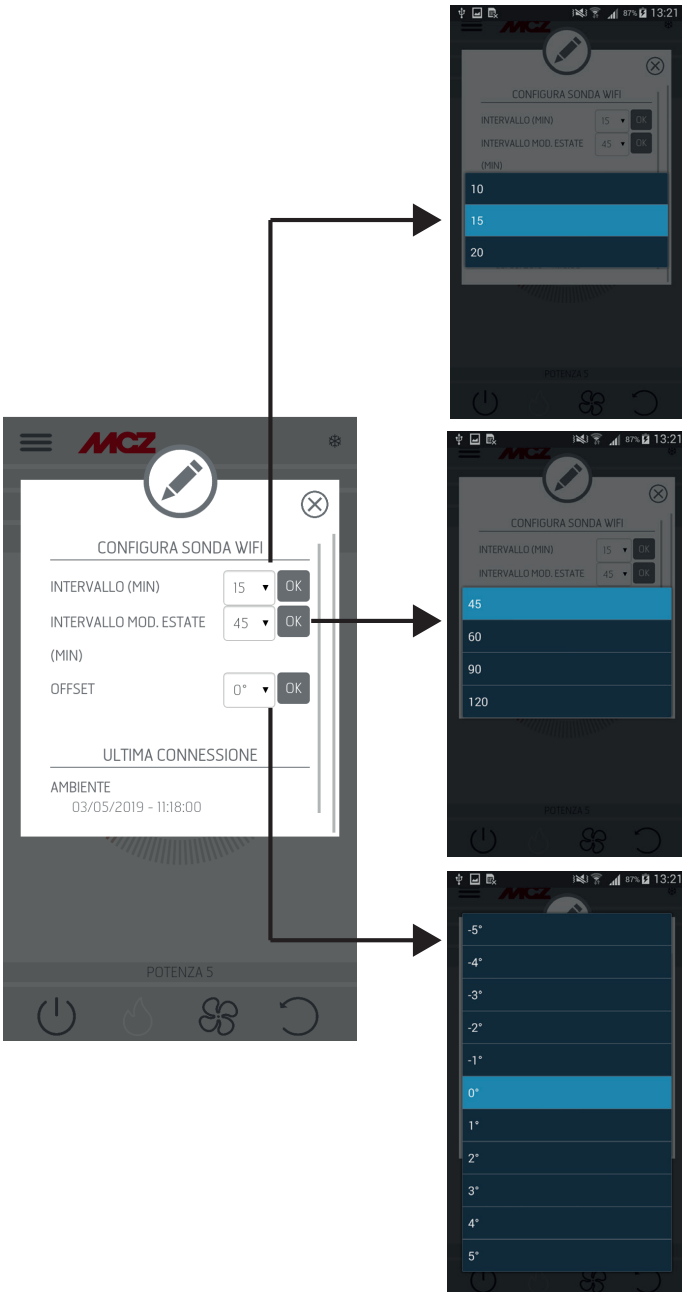 MCZ
CONFIGURA SONDA WIFI
INTERVALLO (MIN) 15 OK
INTERVALLO MOD. ESTATE 45 OK
(MIN)
OFFSET 0° OK
ULTIMA CONNESSIONE
AMBIENTE
03/05/2019 - 11:18:00
POTENZA 5
87% 13:21
MCZ
CONFIGURA SONDA WIFI
INTERVALLO (MIN) 15 OK
INTERVALLO MOD. ESTATE 45 OK
(MIN)
10
15
20
POTENZA 5
87% 13:21
MCZ
CONFIGURA SONDA WIFI
INTERVALLO (MIN) 15 OK
INTERVALLO MOD. ESTATE 45 OK
45
60
90
120
POTENZA 5
87% 13:21
MCZ
-5°
-4°
-3°
-2°
-1°
0°
1°
2°
3°
4°
5°